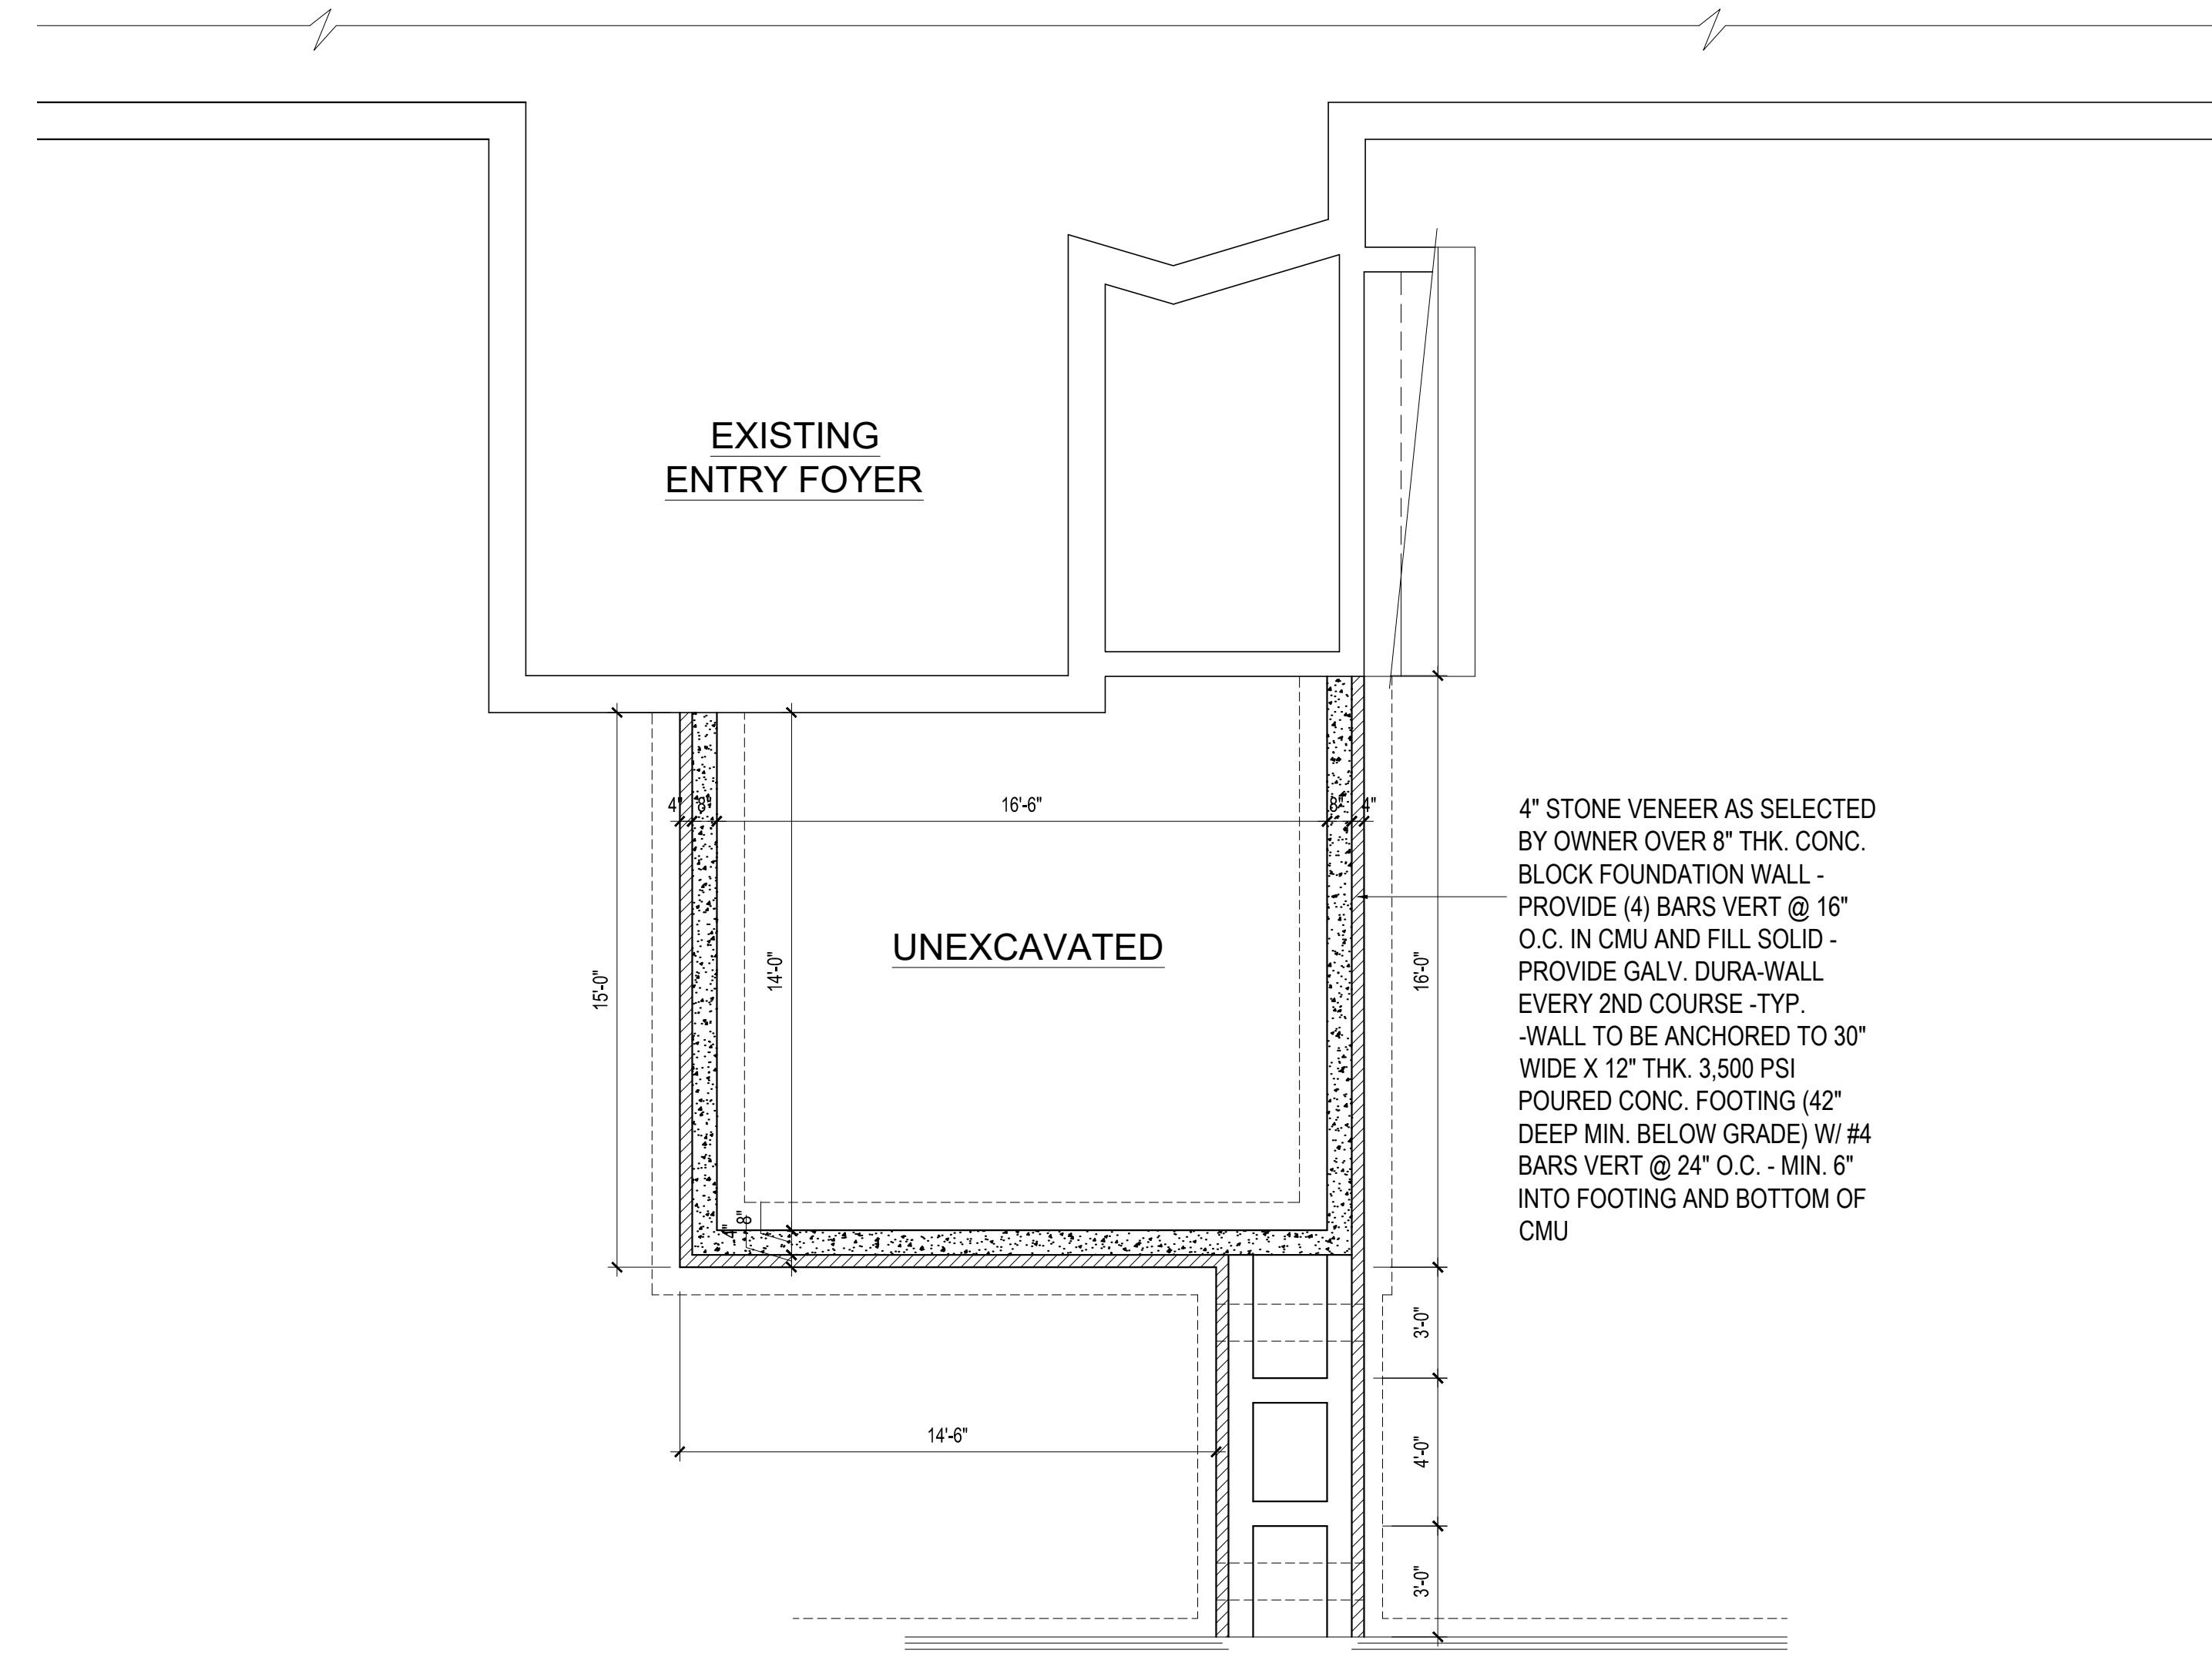 EXISTING
ENTRY FOYER
4" 8" 16'-6" 8" 4"
4" STONE VENEER AS SELECTED
BY OWNER OVER 8" THK. CONC.
BLOCK FOUNDATION WALL -
PROVIDE (4) BARS VERT @ 16"
O.C. IN CMU AND FILL SOLID -
PROVIDE GALV. DURA-WALL
EVERY 2ND COURSE -TYP.
-WALL TO BE ANCHORED TO 30"
WIDE X 12" THK. 3,500 PSI
POURED CONC. FOOTING (42"
DEEP MIN. BELOW GRADE) W/ #4
BARS VERT @ 24" O.C. - MIN. 6"
INTO FOOTING AND BOTTOM OF
CMU
UNEXCAVATED
15'-0"
14'-0"
16'-0"
4"
8"
3'-0"
14'-6"
4'-0"
3'-0"